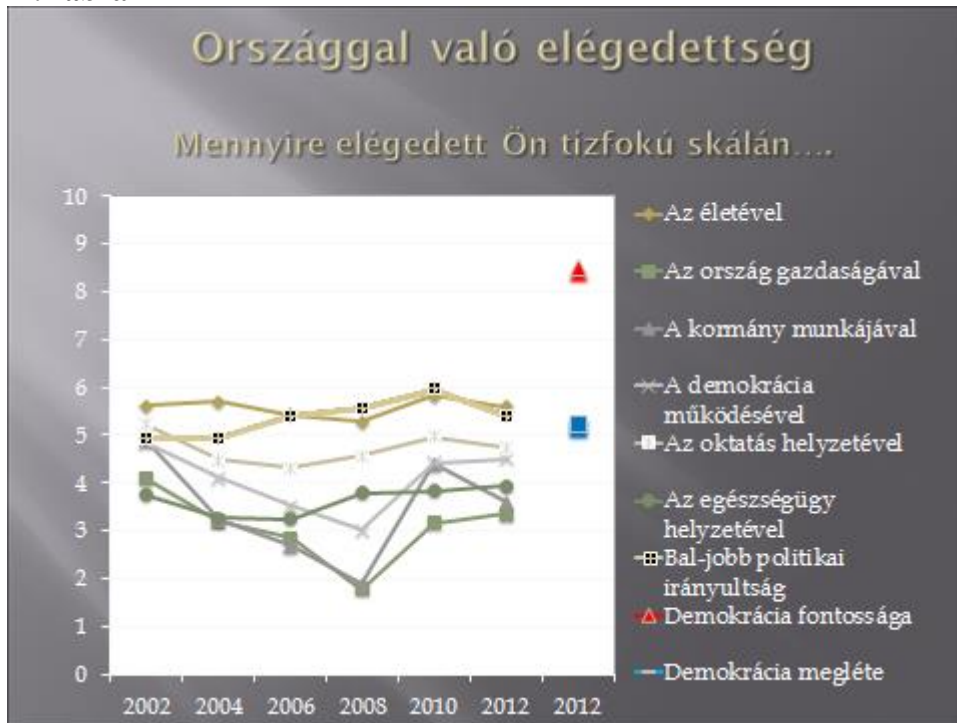 Országgal való elégedettség
Mennyire elégedett Ön tízfokú skálán….
10
9
8
7
6
5
4
3
2
1
0
2002 2004 2006 2008 2010 2012 2012
Az életével
Az ország gazdaságával
A kormány munkájával
A demokrácia
működésével
Az oktatás helyzetével
Az egészségügy
helyzetével
Bal-jobb politikai
irányultság
Demokrácia fontossága
Demokrácia megléte